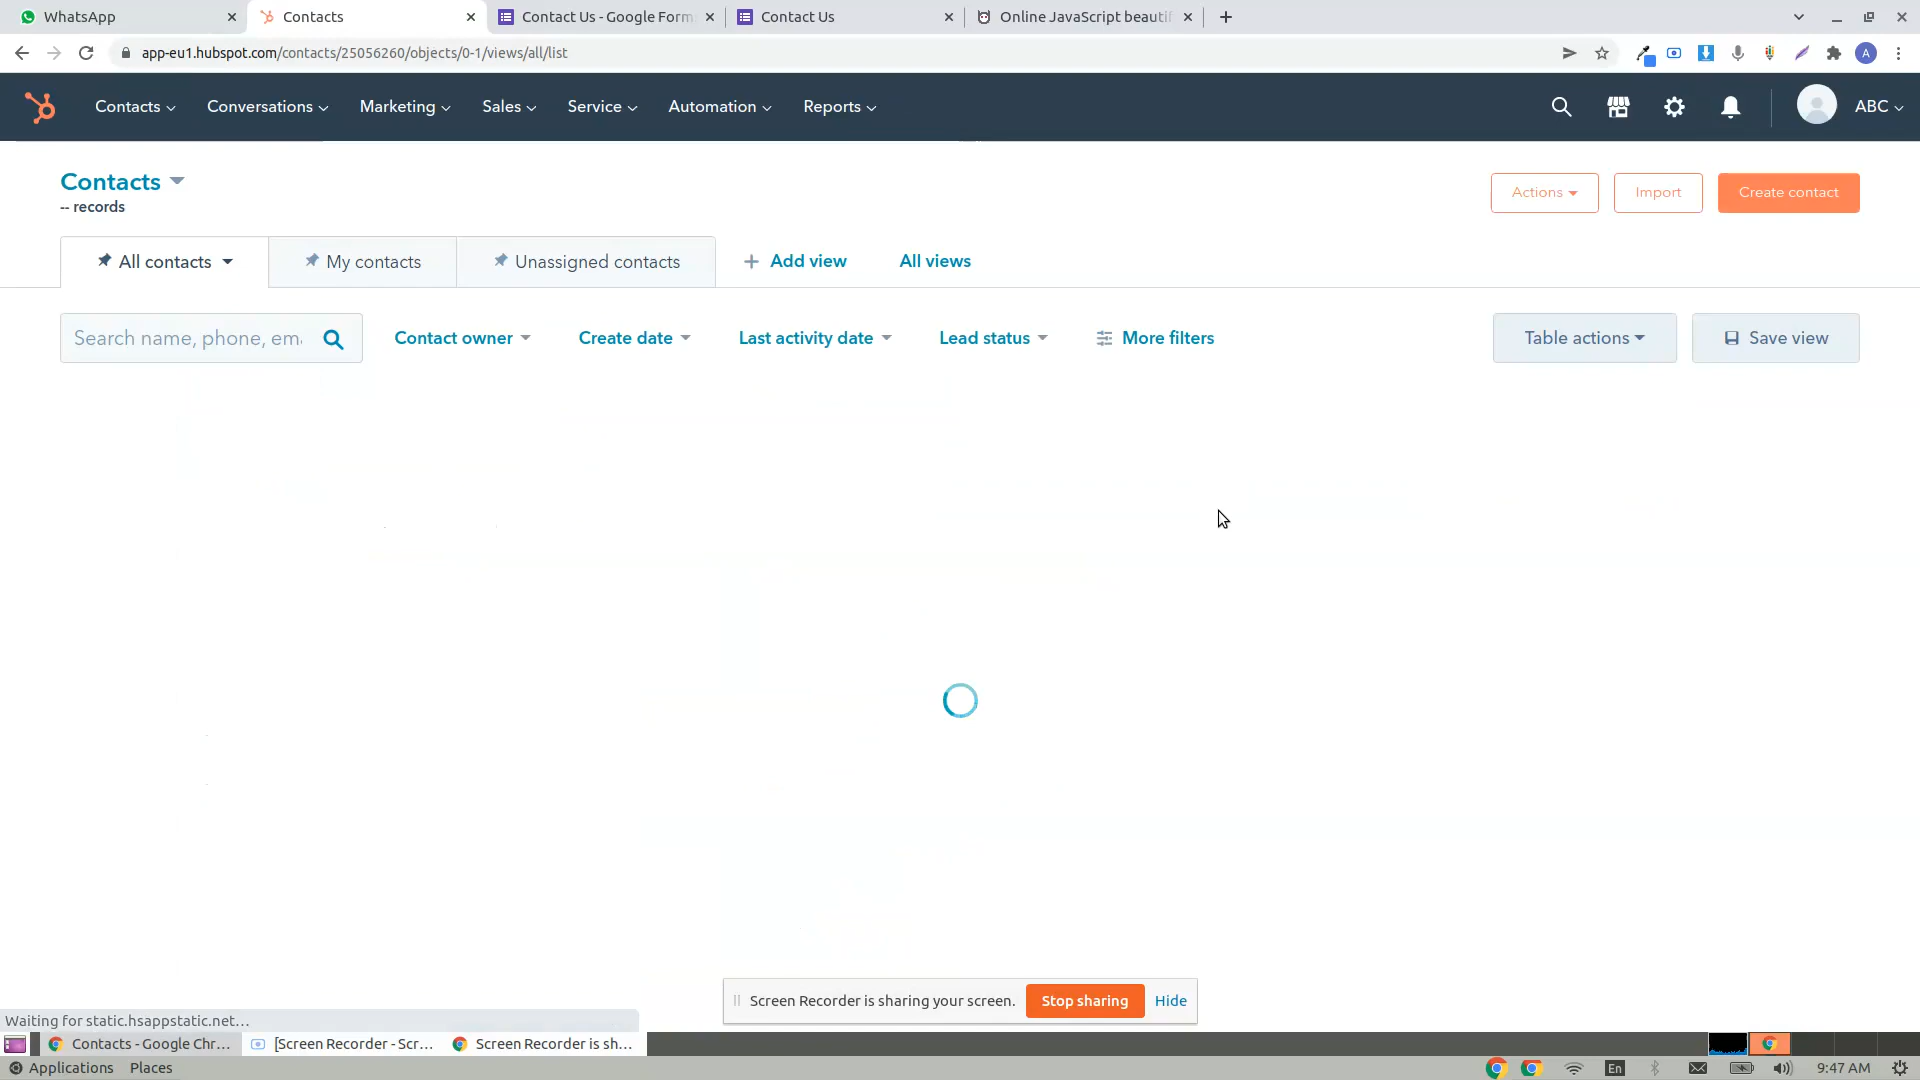 WhatsApp
Contacts
Contact Us - Google Form
Contact Us
Online JavaScript beautif
app-eu1.hubspot.com/contacts/25056260/objects/0-1/views/all/list
A
Contacts
Conversations
Marketing
Sales
Service
Automation
Reports
ABC
Contacts
-- records
Actions
Import
Create contact
All contacts
My contacts
Unassigned contacts
Add view
All views
Search name, phone, em
Contact owner
Create date
Last activity date
Lead status
More filters
Table actions
Save view
Screen Recorder is sharing your screen.
Stop sharing
Hide
Waiting for static.hsappstatic.net...
Contacts - Google Chr...
[Screen Recorder - Scr...
Screen Recorder is sh...
Applications
Places
En
9:47 AM